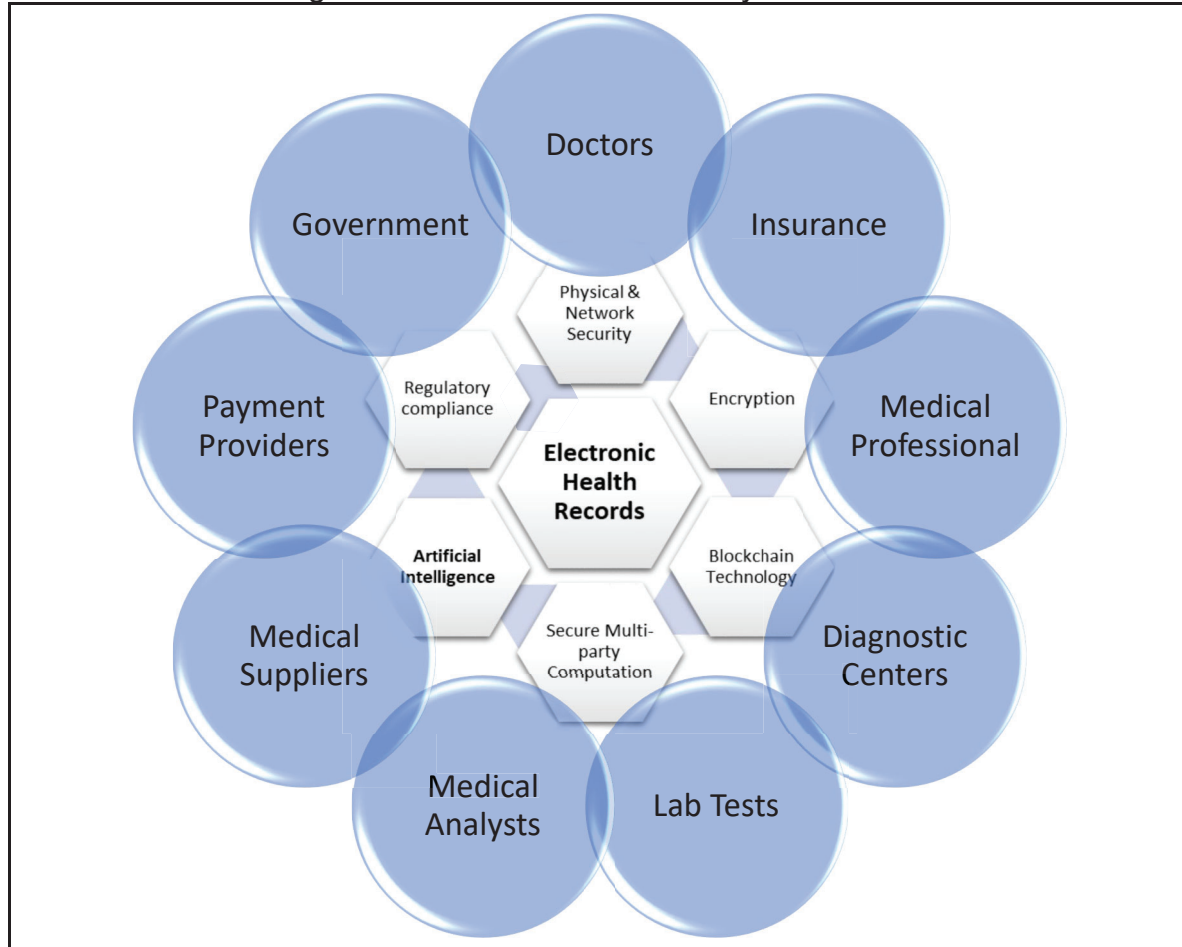 Doctors
Insurance
Medical
Professional
Diagnostic
Centers
Lab Tests
Medical
Analysts
Medical
Suppliers
Payment
Providers
Government
Physical &
Network
Security
Encryption
Blockchain
Technology
Secure Multi-
party
Computation
Artificial
Intelligence
Regulatory
compliance
Electronic
Health
Records